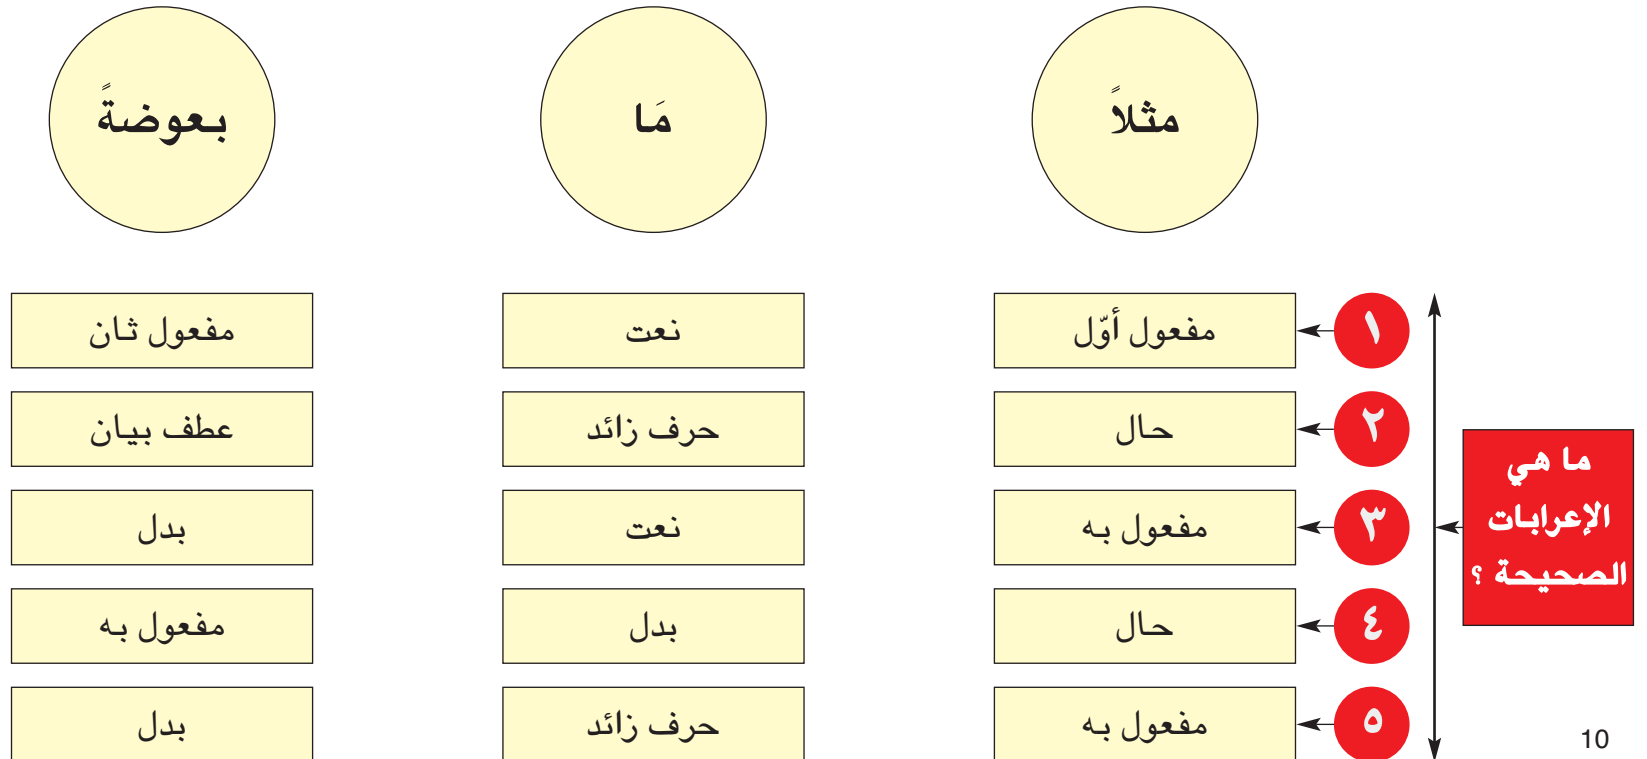 مثلاً
مَا
بعوضةً
ما هي
الإعرابات
الصحيحة ؟
١
مفعول أوّل
نعت
مفعول ثان
٢
حال
حرف زائد
عطف بيان
٣
مفعول به
نعت
بدل
٤
حال
بدل
مفعول به
٥
مفعول به
حرف زائد
بدل
10